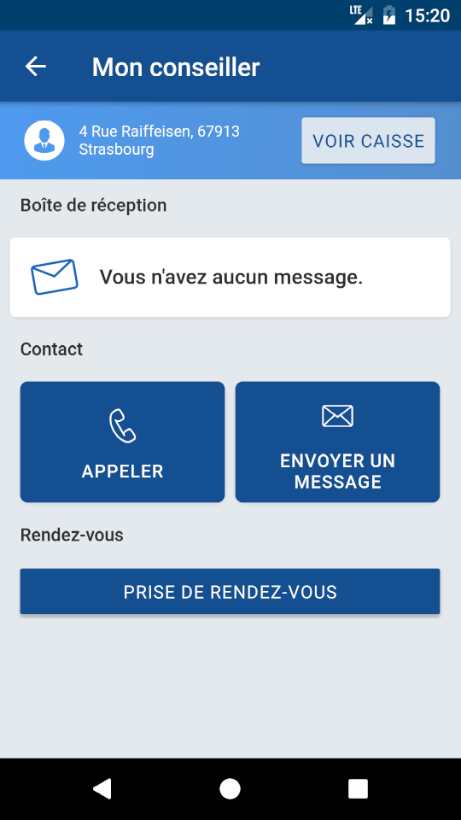 LTE 15:20
Mon conseiller
4 Rue Raiffeisen, 67913
Strasbourg
VOIR CAISSE
Boîte de réception
Vous n'avez aucun message.
Contact
APPELER
ENVOYER UN
MESSAGE
Rendez-vous
PRISE DE RENDEZ-VOUS